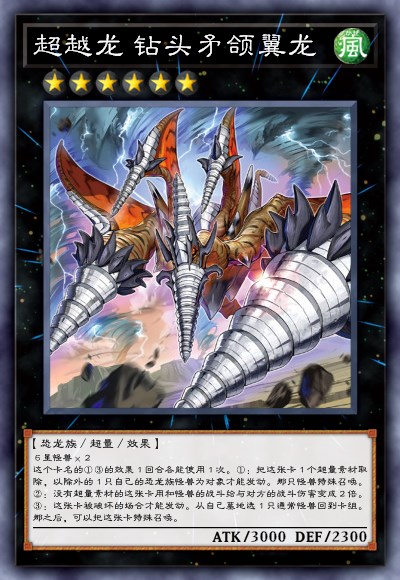 超越龙 钻头矛颌翼龙
風
【恐龙族／超量／效果】
６星怪兽×２
这个卡名的①③的效果１回合各能使用１次。①：把这张卡１个超量素材取
除，以除外的１只自己的恐龙族怪兽为对象才能发动。那只怪兽特殊召唤。
②：没有超量素材的这张卡用和怪兽的战斗给与对方的战斗伤害变成２倍。
③：这张卡被破坏的场合才能发动。从自己墓地选１只通常怪兽回到卡组。
那之后，可以把这张卡特殊召唤。
ATK/3000 DEF/2300